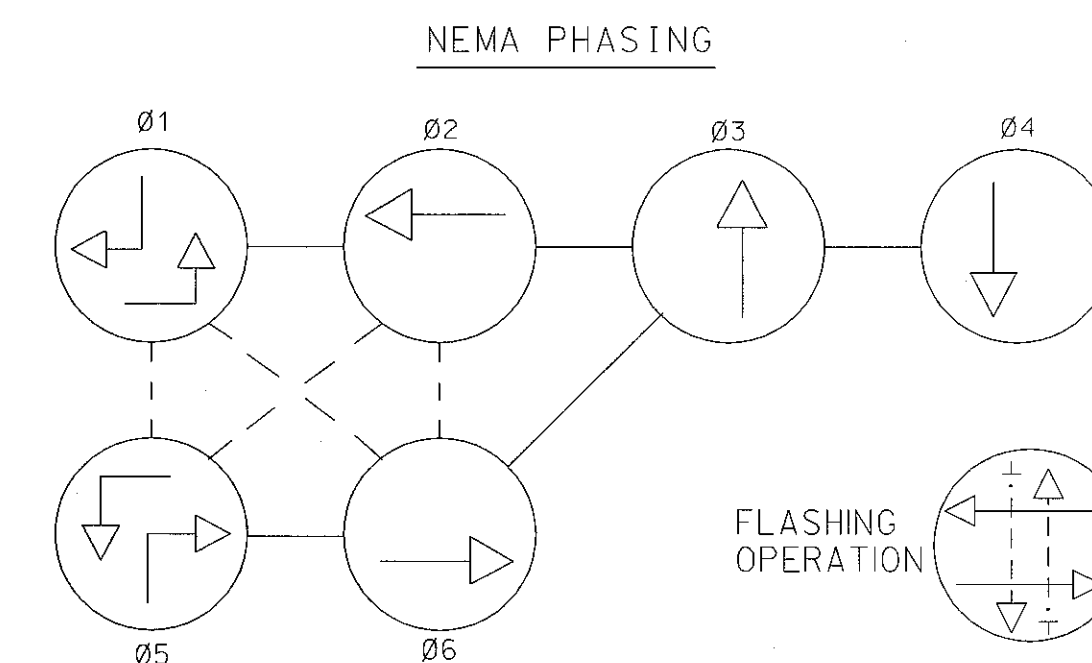 NEMA PHASING
Ø1
Ø2
Ø3
Ø4
Ø5
Ø6
FLASHING
OPERATION